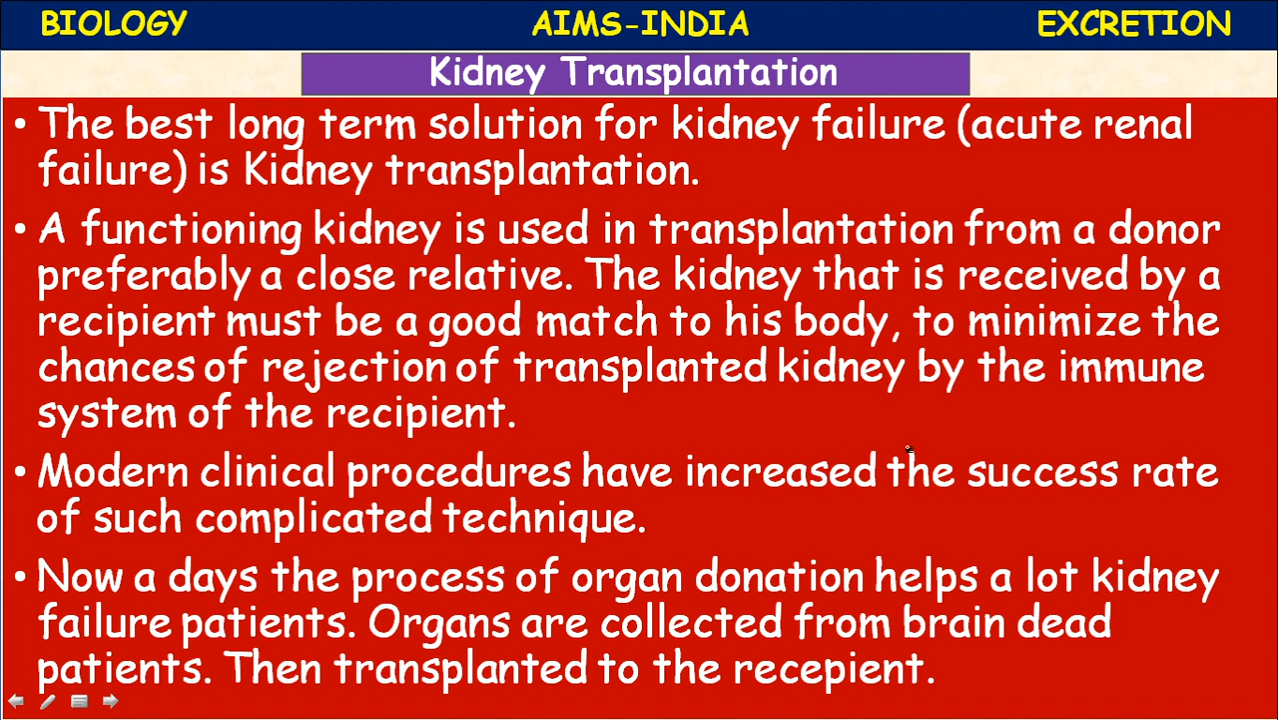 BIOLOGY AIMS-INDIA EXCRETION
Kidney Transplantation
• The best long term solution for kidney failure (acute renal
failure) is Kidney transplantation.
• A functioning kidney is used in transplantation from a donor
preferably a close relative. The kidney that is received by a
recipient must be a good match to his body, to minimize the
chances of rejection of transplanted kidney by the immune
system of the recipient.
• Modern clinical procedures have increased the success rate
of such complicated technique.
• Now a days the process of organ donation helps a lot kidney
failure patients. Organs are collected from brain dead
patients. Then transplanted to the recepient.